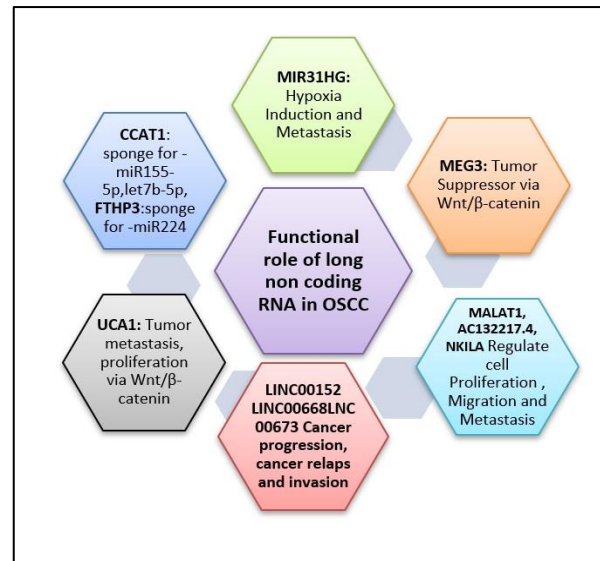 MIR31HG:
Hypoxia
Induction and
Metastasis
CCAT1:
sponge for -
miR155-
5p,let7b-5p,
FTHP3:sponge
for -miR224
MEG3: Tumor
Suppressor via
Wnt/β-catenin
Functional
role of long
non coding
RNA in OSCC
UCA1: Tumor
metastasis,
proliferation
via Wnt/β-
catenin
MALAT1,
AC132217.4,
NKILA Regulate
cell
Proliferation ,
Migration and
Metastasis
LINC00152
LINC00668LNC
00673 Cancer
progression,
cancer relaps
and invasion